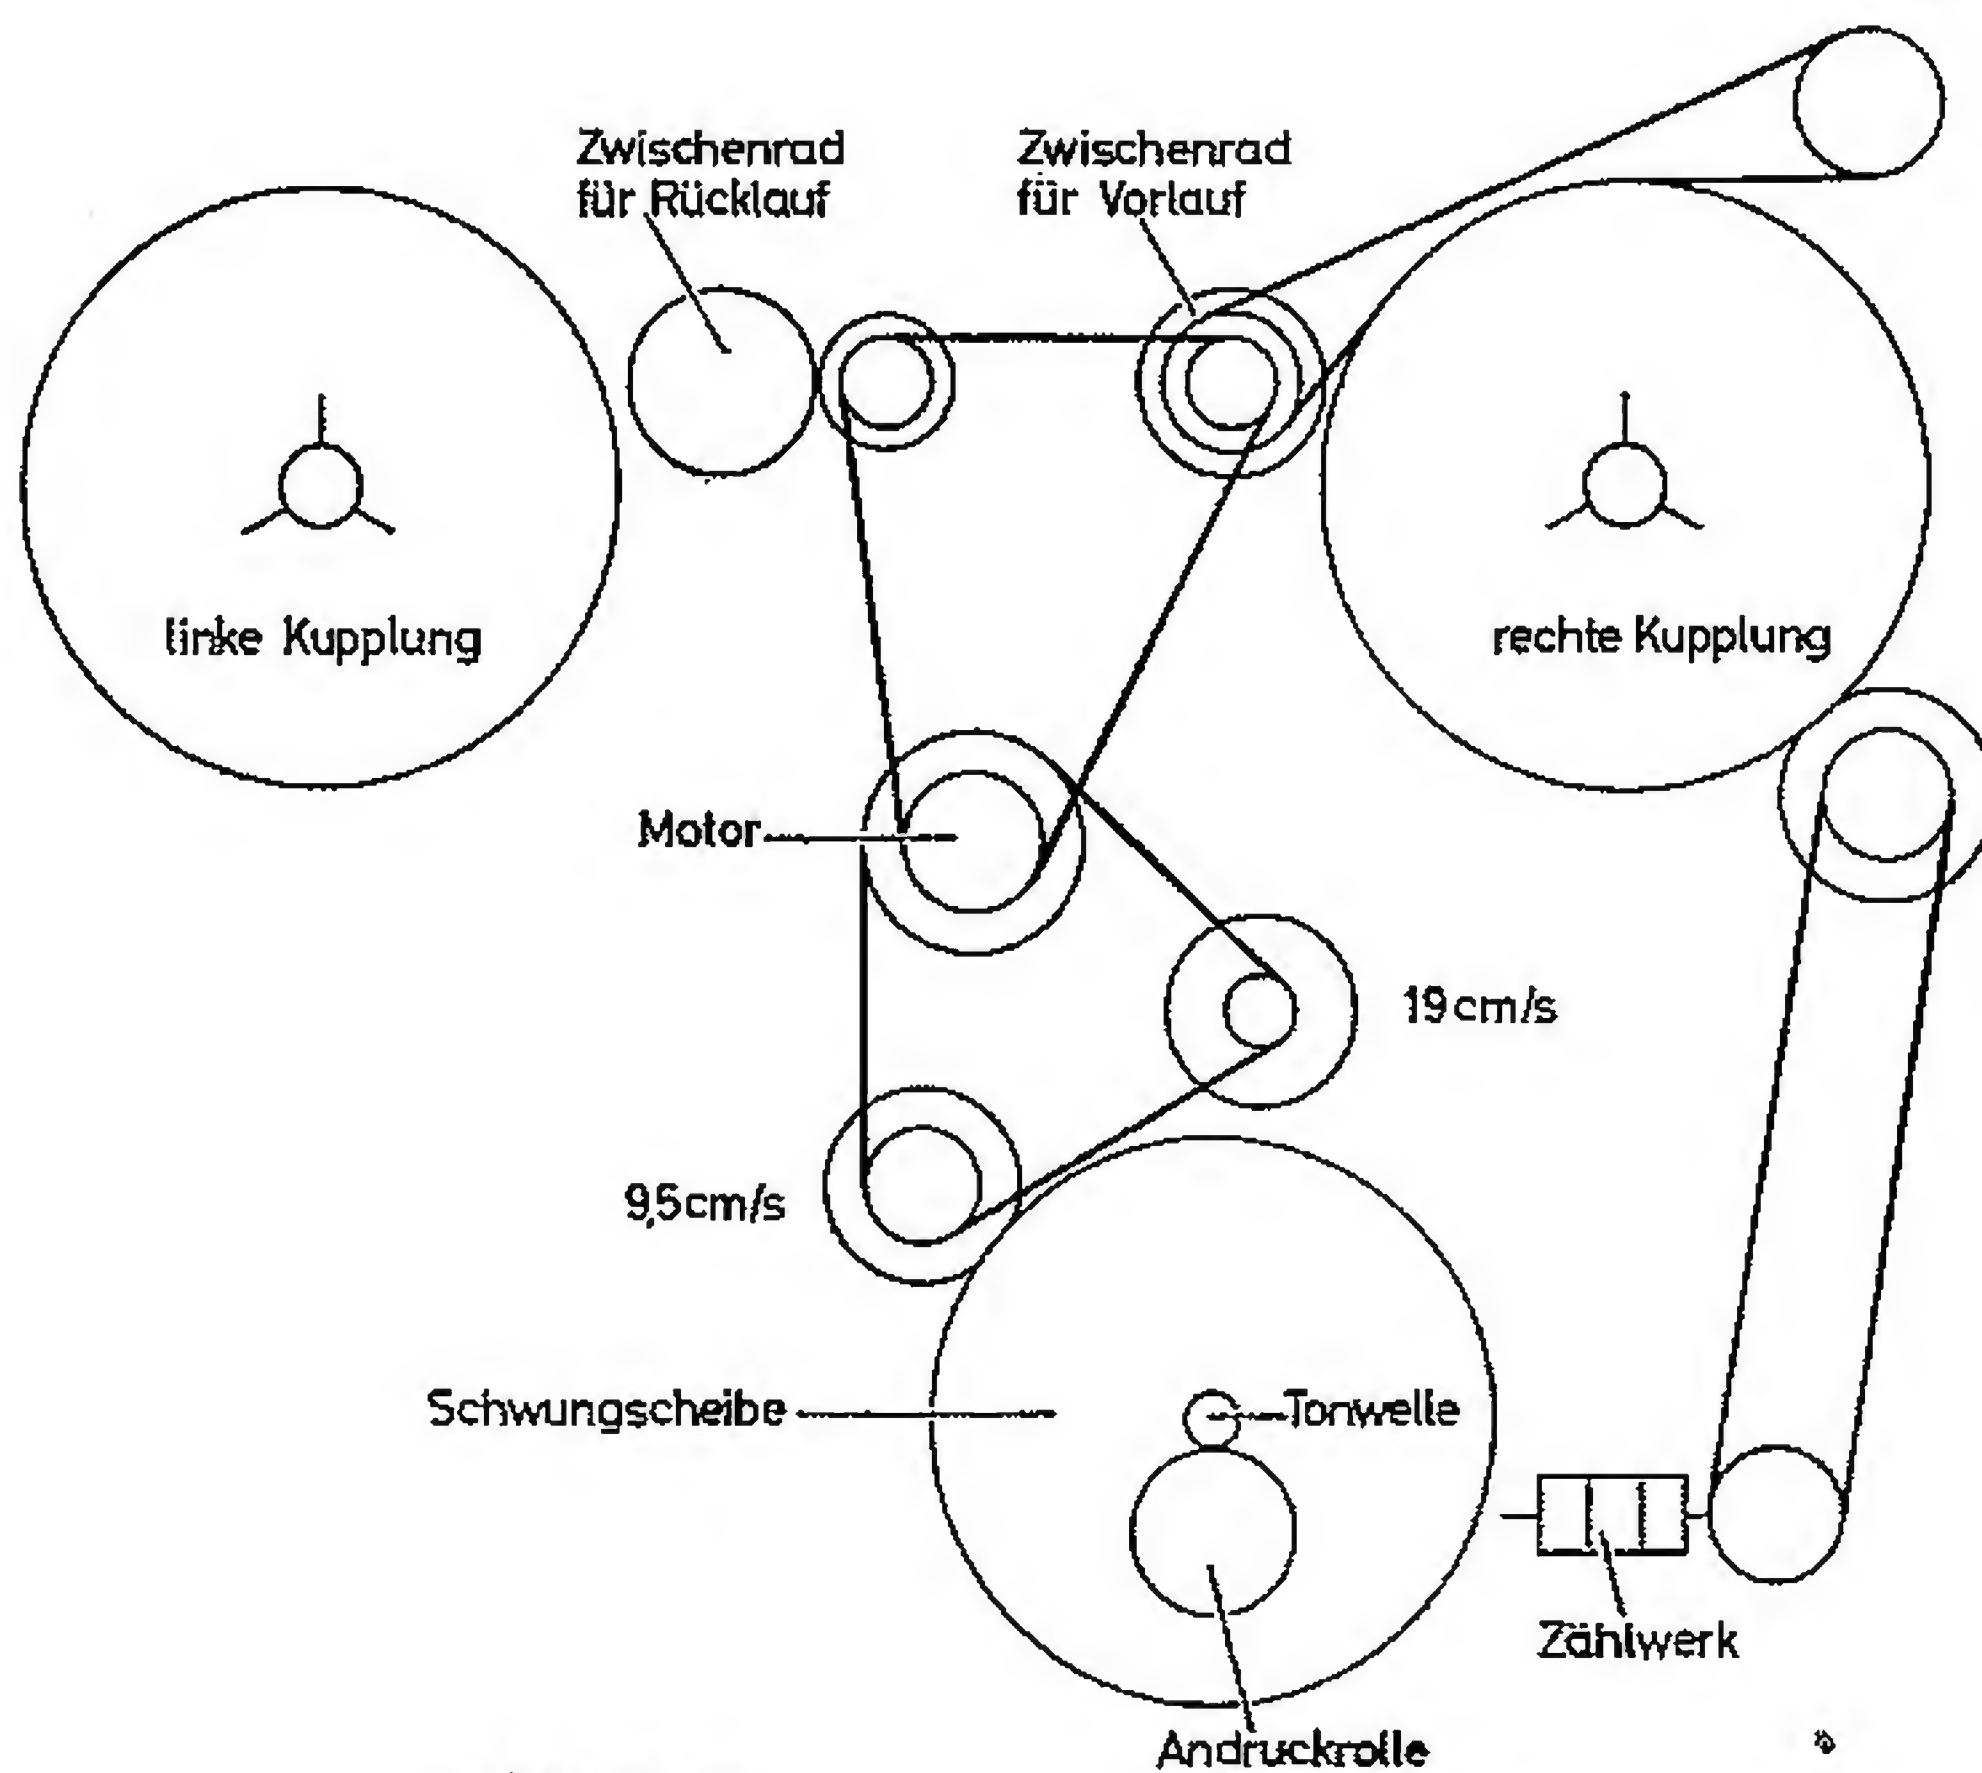 Zwischenrad
für Rücklauf
Zwischenrad
für Vorlauf
linke Kupplung
rechte Kupplung
Motor
19 cm/s
9,5 cm/s
Schwungscheibe
Tonwelle
Zählwerk
Andruckrolle